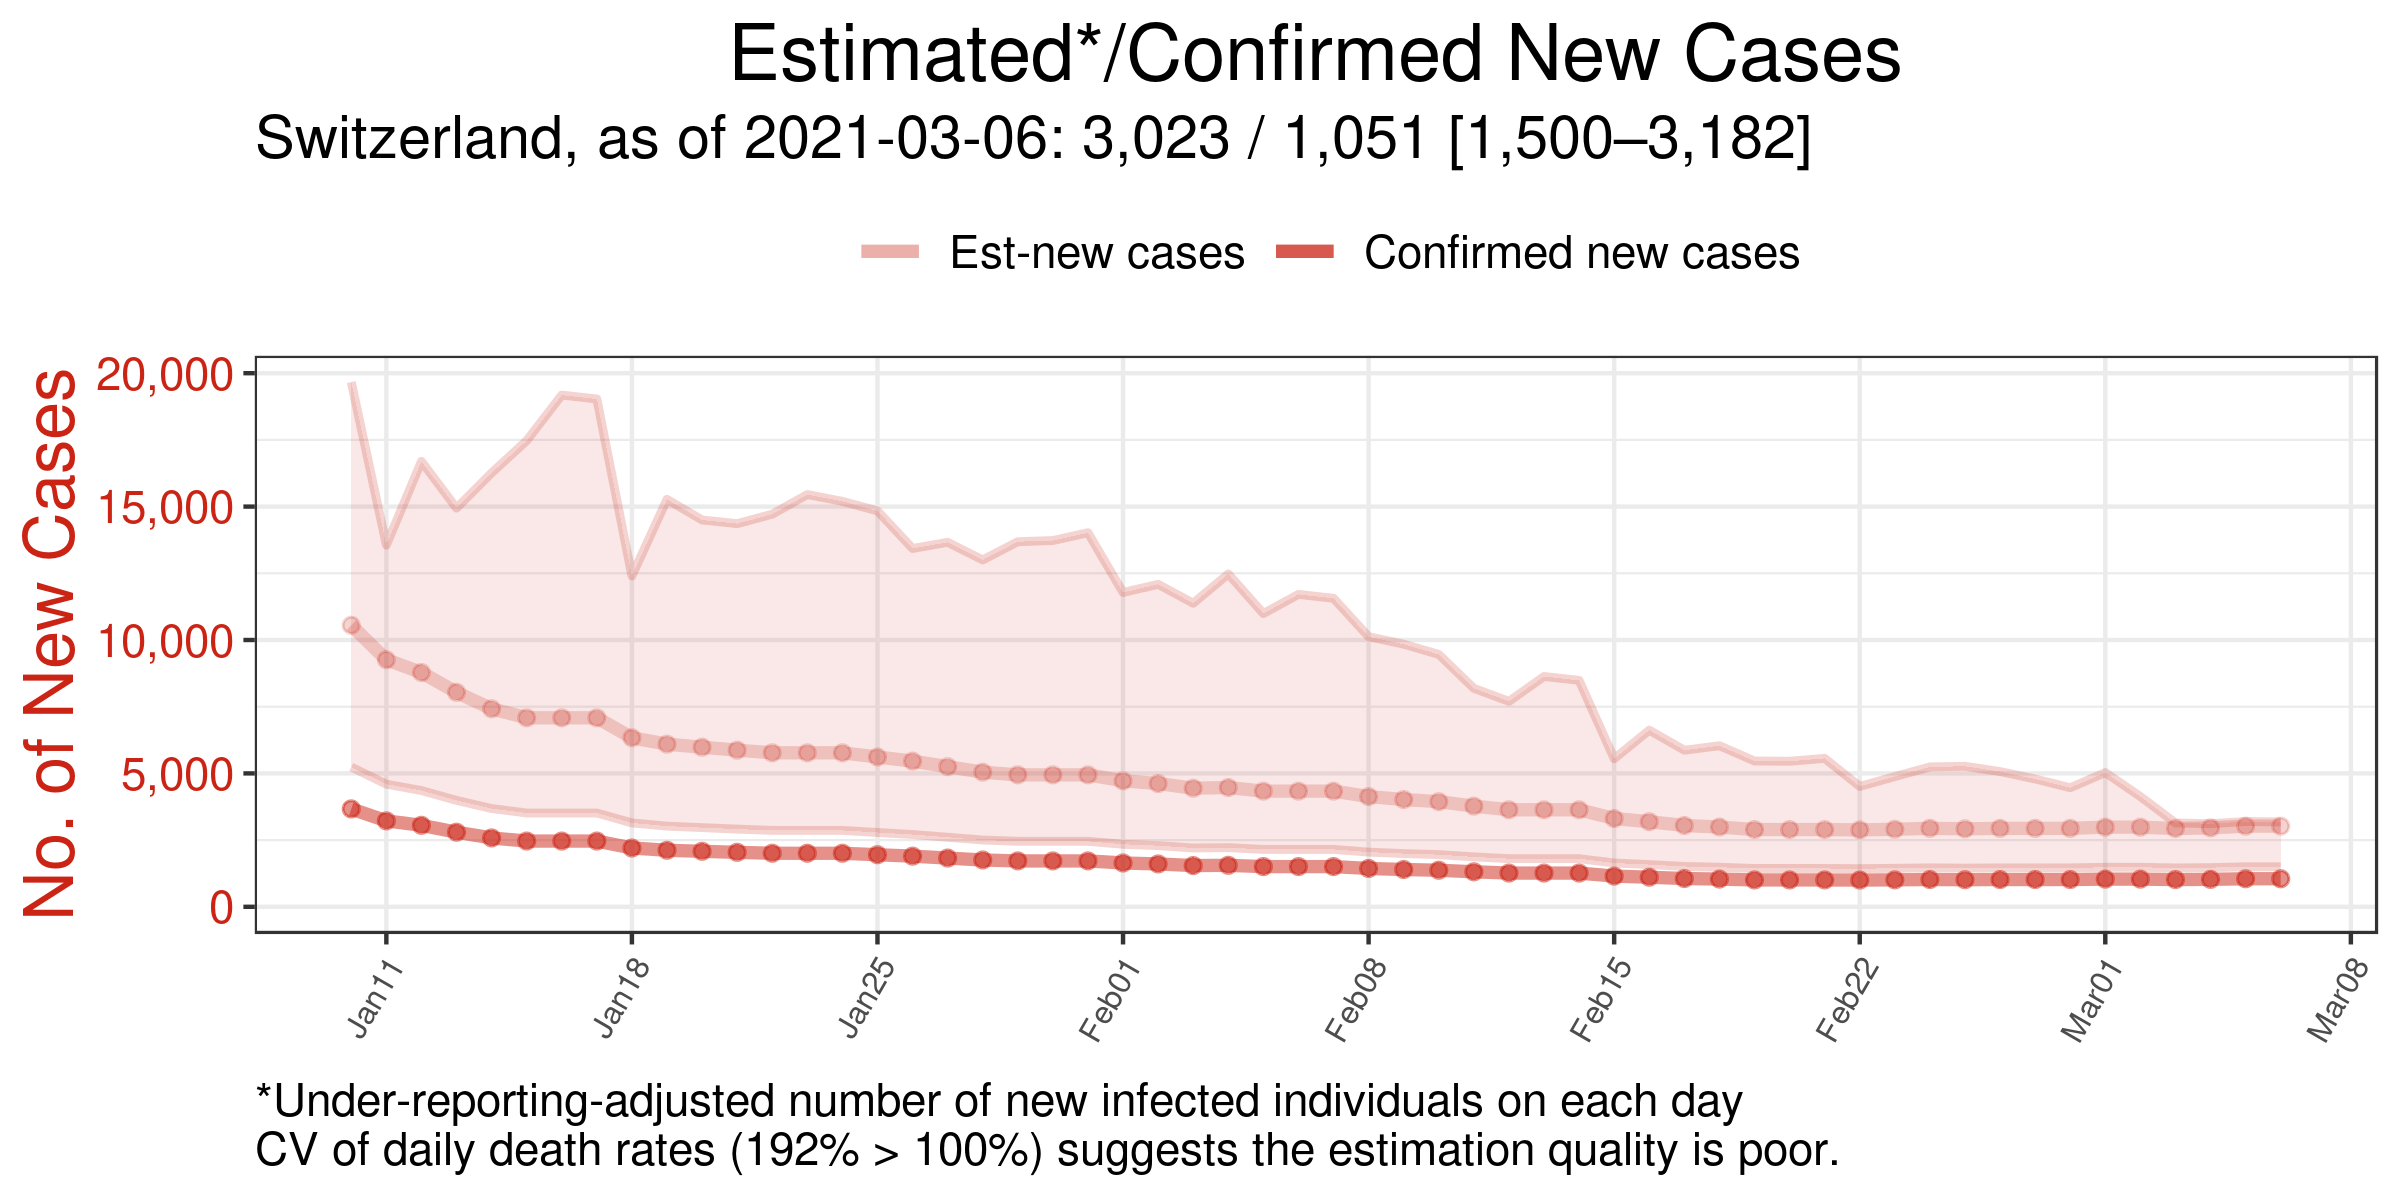 Estimated*/Confirmed New Cases
Switzerland, as of 2021-03-06: 3,023 / 1,051 [1,500–3,182]
Est-new cases
Confirmed new cases
No. of New Cases
20,000
15,000
10,000
5,000
0
Jan11
Jan18
Jan25
Feb01
Feb08
Feb15
Feb22
Mar01
Mar08
*Under-reporting-adjusted number of new infected individuals on each day
CV of daily death rates (192% > 100%) suggests the estimation quality is poor.